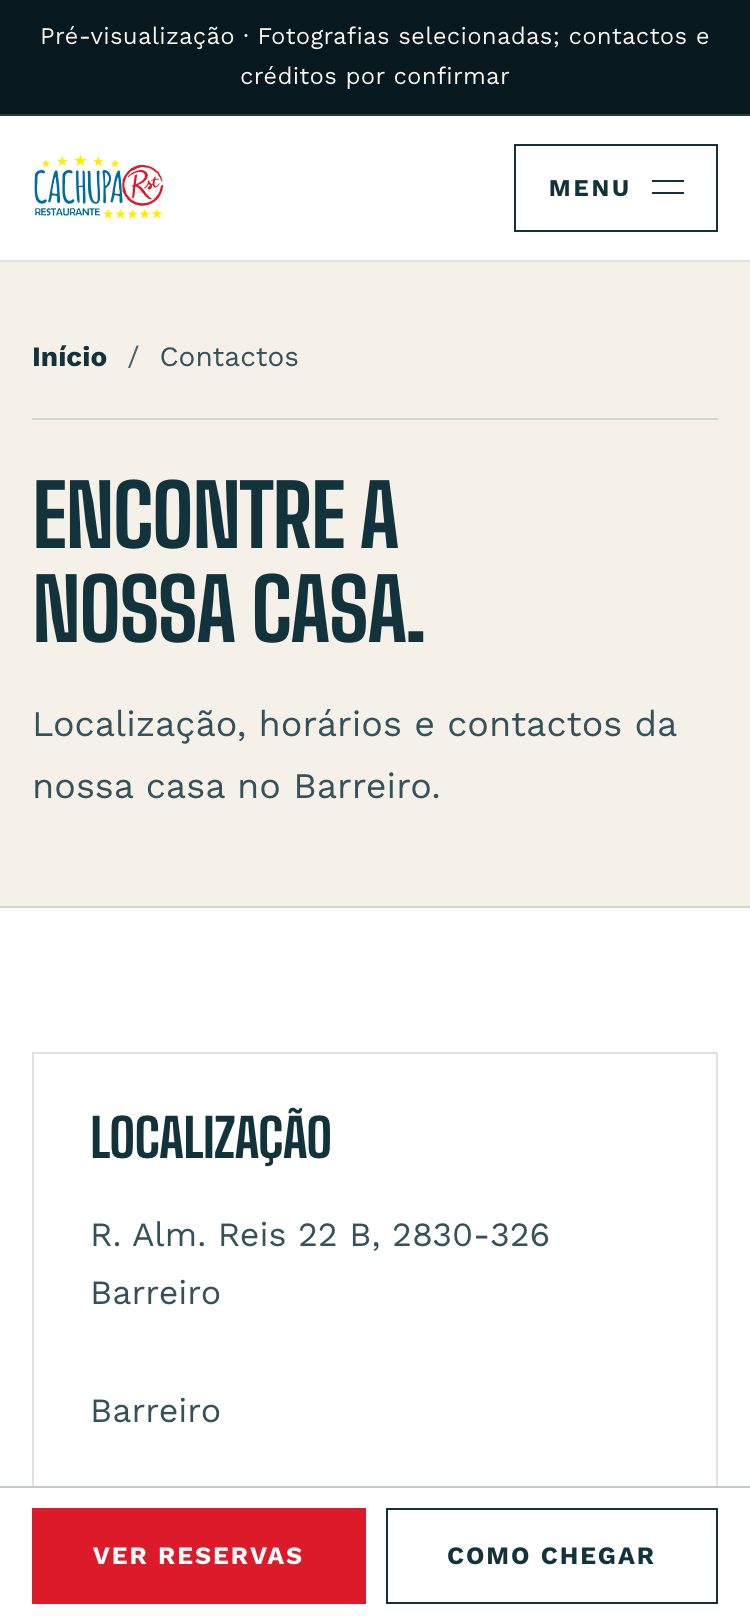 Pré-visualização · Fotografias selecionadas; contactos e
créditos por confirmar
CACHUPA Rst
RESTAURANTE
MENU
Início / Contactos
ENCONTRE A
NOSSA CASA.
Localização, horários e contactos da
nossa casa no Barreiro.
LOCALIZAÇÃO
R. Alm. Reis 22 B, 2830-326
Barreiro
Barreiro
VER RESERVAS
COMO CHEGAR